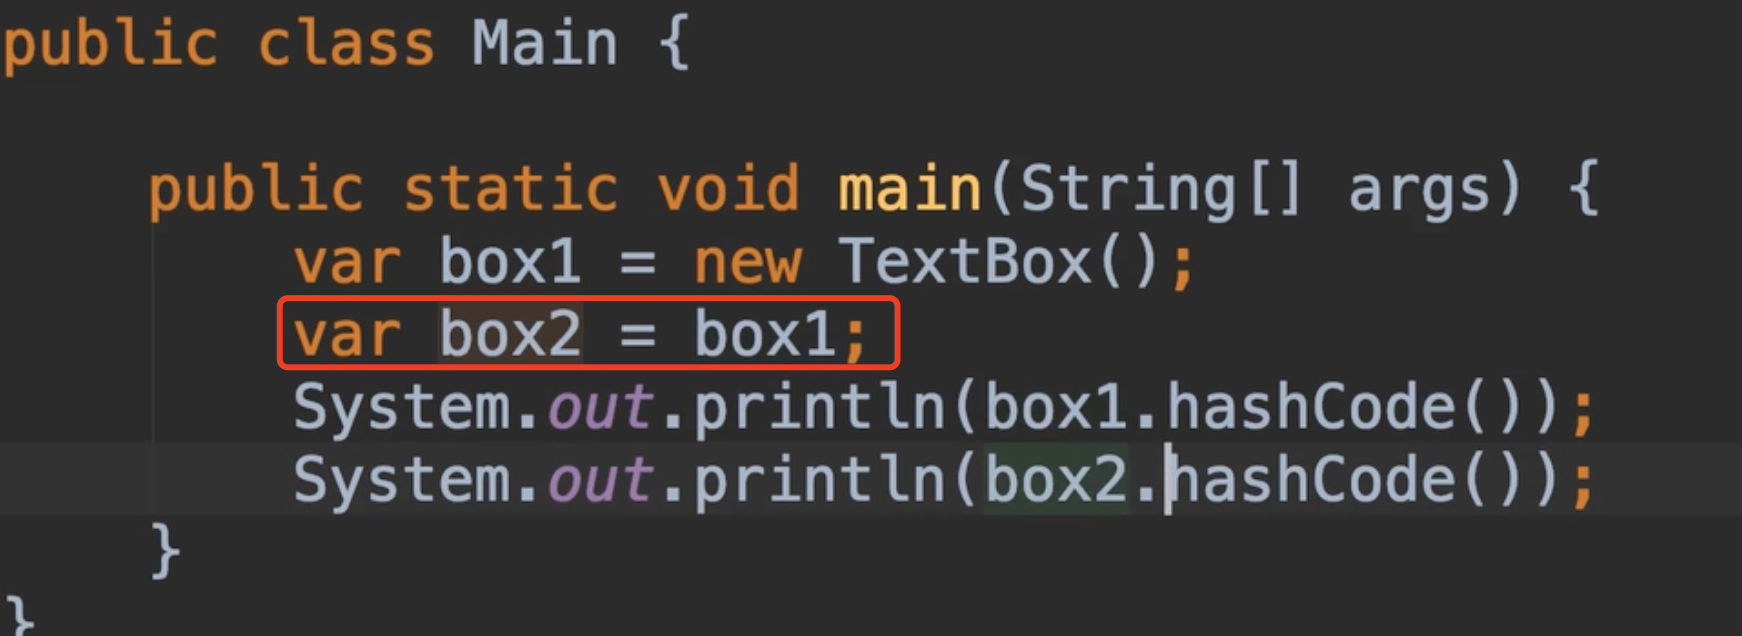 public class Main {
public static void main(String[] args) {
var box1 = new TextBox();
var box2 = box1;
System.out.println(box1.hashCode());
System.out.println(box2.hashCode());
}
}